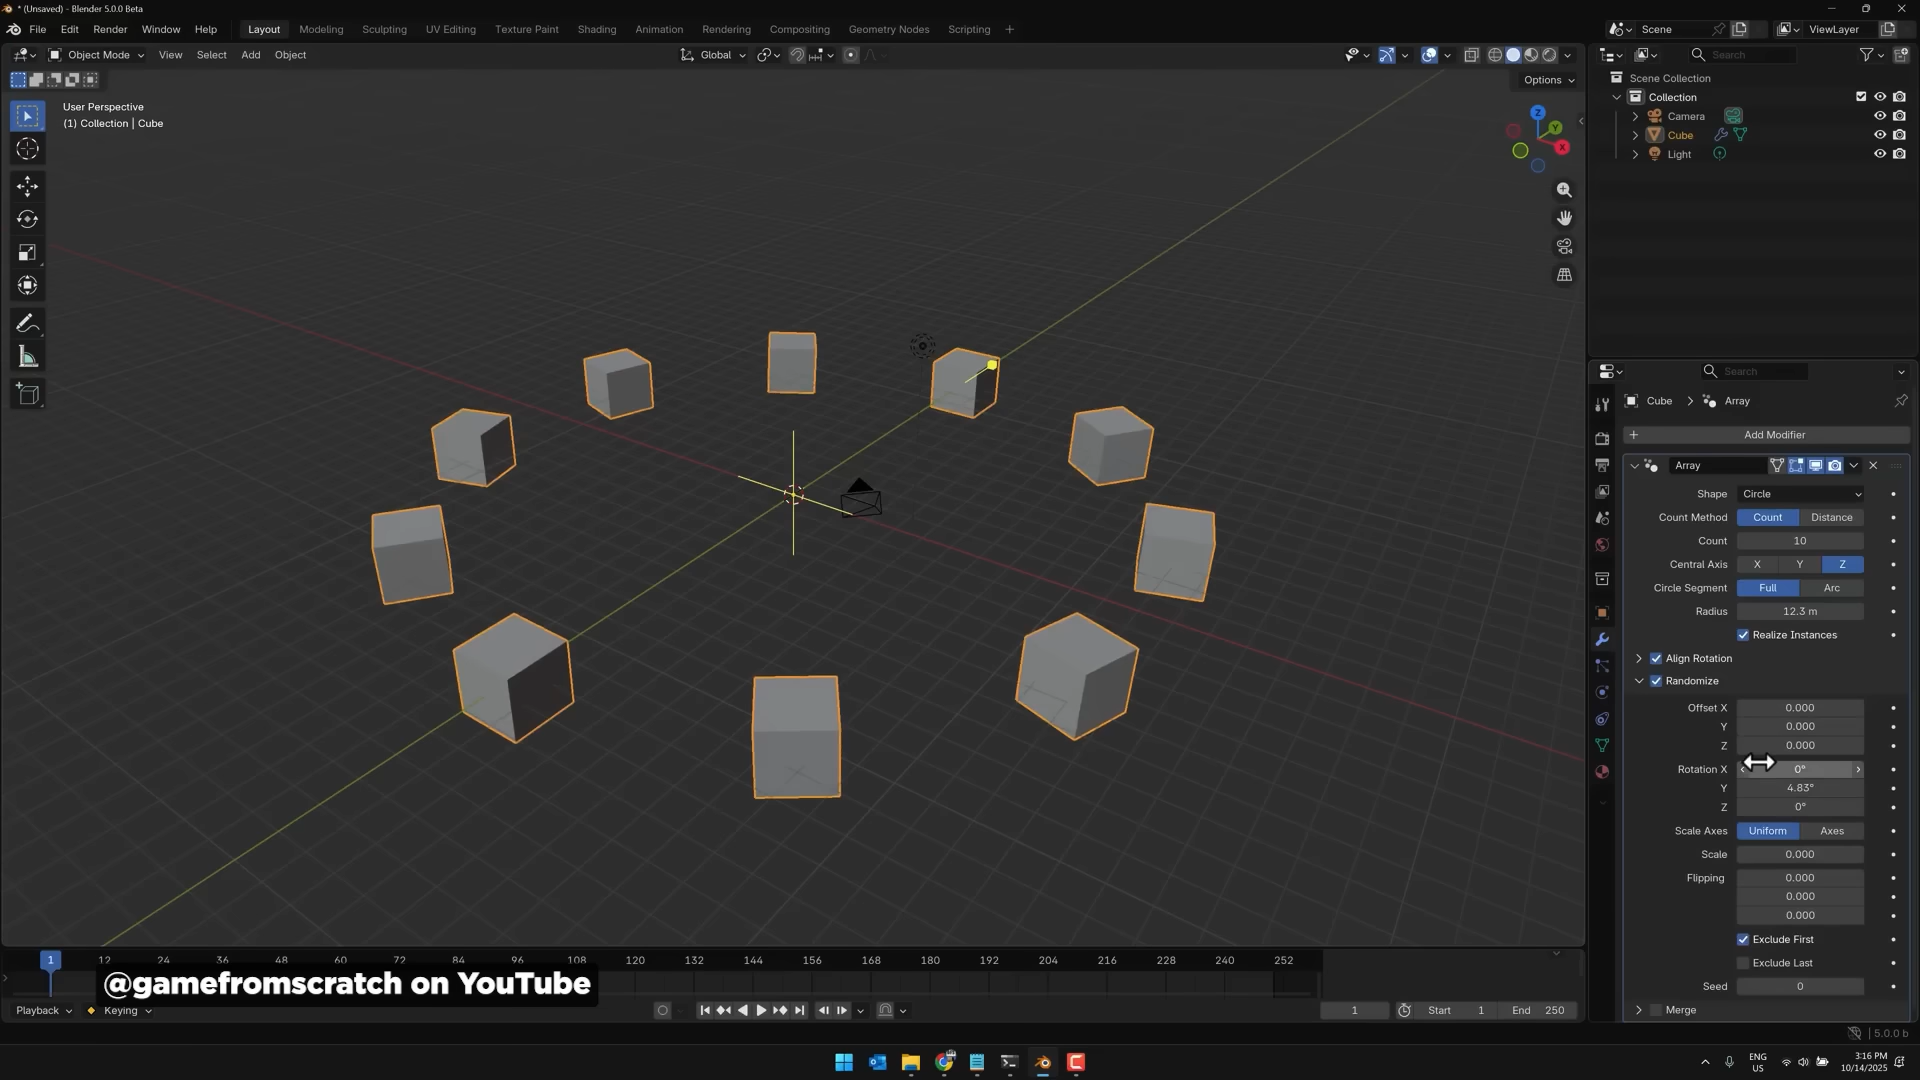 * (Unsaved) - Blender 5.0.0 Beta
File Edit Render Window Help Layout Modeling Sculpting UV Editing Texture Paint Shading Animation Rendering Compositing Geometry Nodes Scripting + Scene ViewLayer
Object Mode View Select Add Object Global Search
Options
User Perspective
(1) Collection | Cube
Z
Y
X
Scene Collection
Collection
Camera
Cube
Light
Search
Cube > Array
+ Add Modifier
Array
Shape Circle
Count Method Count Distance
Count 10
Central Axis X Y Z
Circle Segment Full Arc
Radius 12.3 m
Realize Instances
Align Rotation
Randomize
Offset X 0.000
Y 0.000
Z 0.000
Rotation X 0°
Y 4.83°
Z 0°
Scale Axes Uniform Axes
Scale 0.000
Flipping 0.000
0.000
0.000
Exclude First
Exclude Last
Seed 0
Merge
1 12 24 36 48 60 72 84 96 108 120 132 144 156 168 180 192 204 216 228 240 252
@gamefromscratch on YouTube
Playback Keying 1 Start 1 End 250
5.0.0 b
ENG
US
3:16 PM
10/14/2025